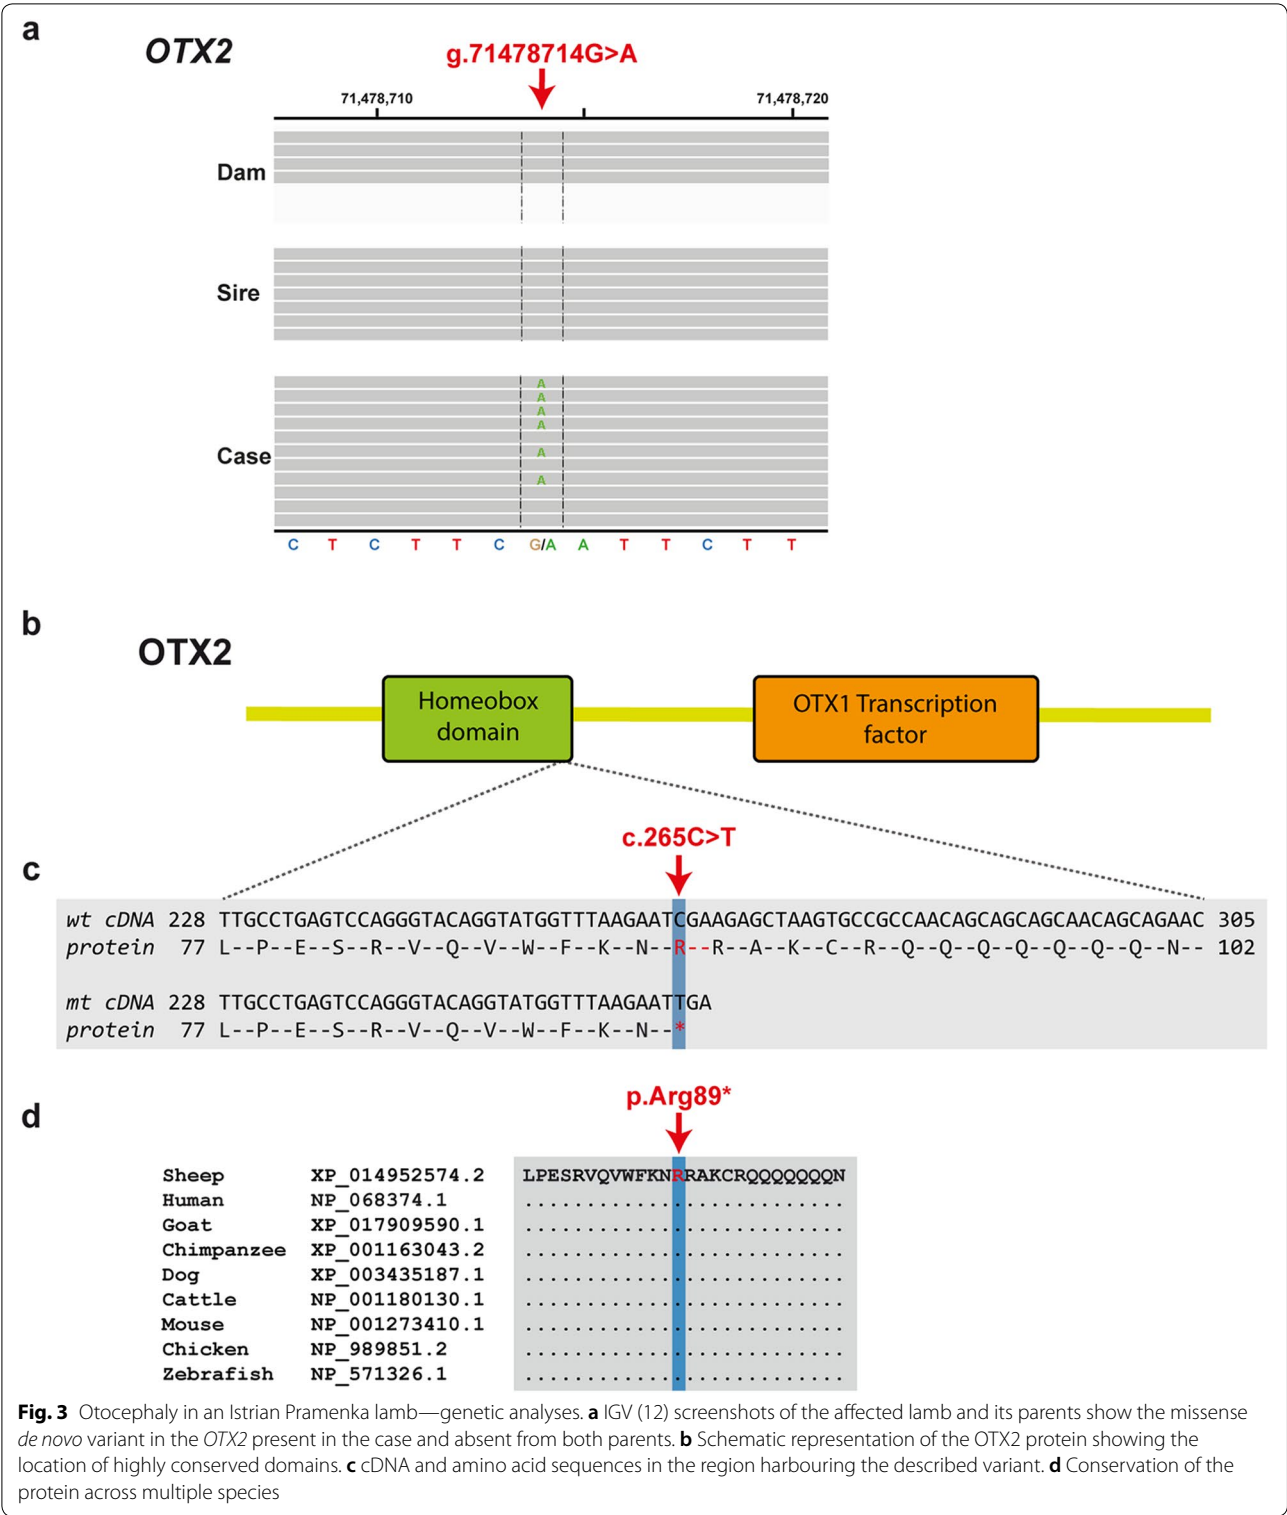 a
OTX2
g.71478714G>A
71,478,710
71,478,720
Dam
Sire
Case
A
A
A
A
A
A
C T C T T C G/A A T T C T T
b
OTX2
Homeobox
domain
OTX1 Transcription
factor
c.265C>T
c
wt cDNA 228 TTGCCTGAGTCCAGGGTACAGGTATGGTTTAAGAATCGAAGAGCTAAGTGCCGCCAACAGCAGCAGCAACAGCAGAAC 305
protein 77 L--P--E--S--R--V--Q--V--W--F--K--N--R--R--A--K--C--R--Q--Q--Q--Q--Q--Q--Q--N-- 102
mt cDNA 228 TTGCCTGAGTCCAGGGTACAGGTATGGTTTAAGAATTGA
protein 77 L--P--E--S--R--V--Q--V--W--F--K--N--*
p.Arg89*
d
Sheep XP_014952574.2 LPESRVQVWFKNRRAKCRQQQQQQQN
Human NP_068374.1 ..........................
Goat XP_017909590.1 ..........................
Chimpanzee XP_001163043.2 ..........................
Dog XP_003435187.1 ..........................
Cattle NP_001180130.1 ..........................
Mouse NP_001273410.1 ..........................
Chicken NP_989851.2 ..........................
Zebrafish NP_571326.1 ..........................
Fig. 3 Otocephaly in an Istrian Pramenka lamb—genetic analyses. a IGV (12) screenshots of the affected lamb and its parents show the missense
de novo variant in the OTX2 present in the case and absent from both parents. b Schematic representation of the OTX2 protein showing the
location of highly conserved domains. c cDNA and amino acid sequences in the region harbouring the described variant. d Conservation of the
protein across multiple species